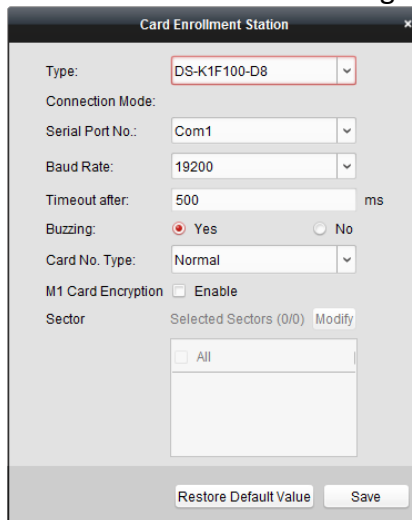 Card Enrollment Station ×
Type: DS-K1F100-D8
Connection Mode:
Serial Port No.: Com1
Baud Rate: 19200
Timeout after: 500 ms
Buzzing: Yes No
Card No. Type: Normal
M1 Card Encryption Enable
Sector Selected Sectors (0/0) Modify
All
Restore Default Value Save